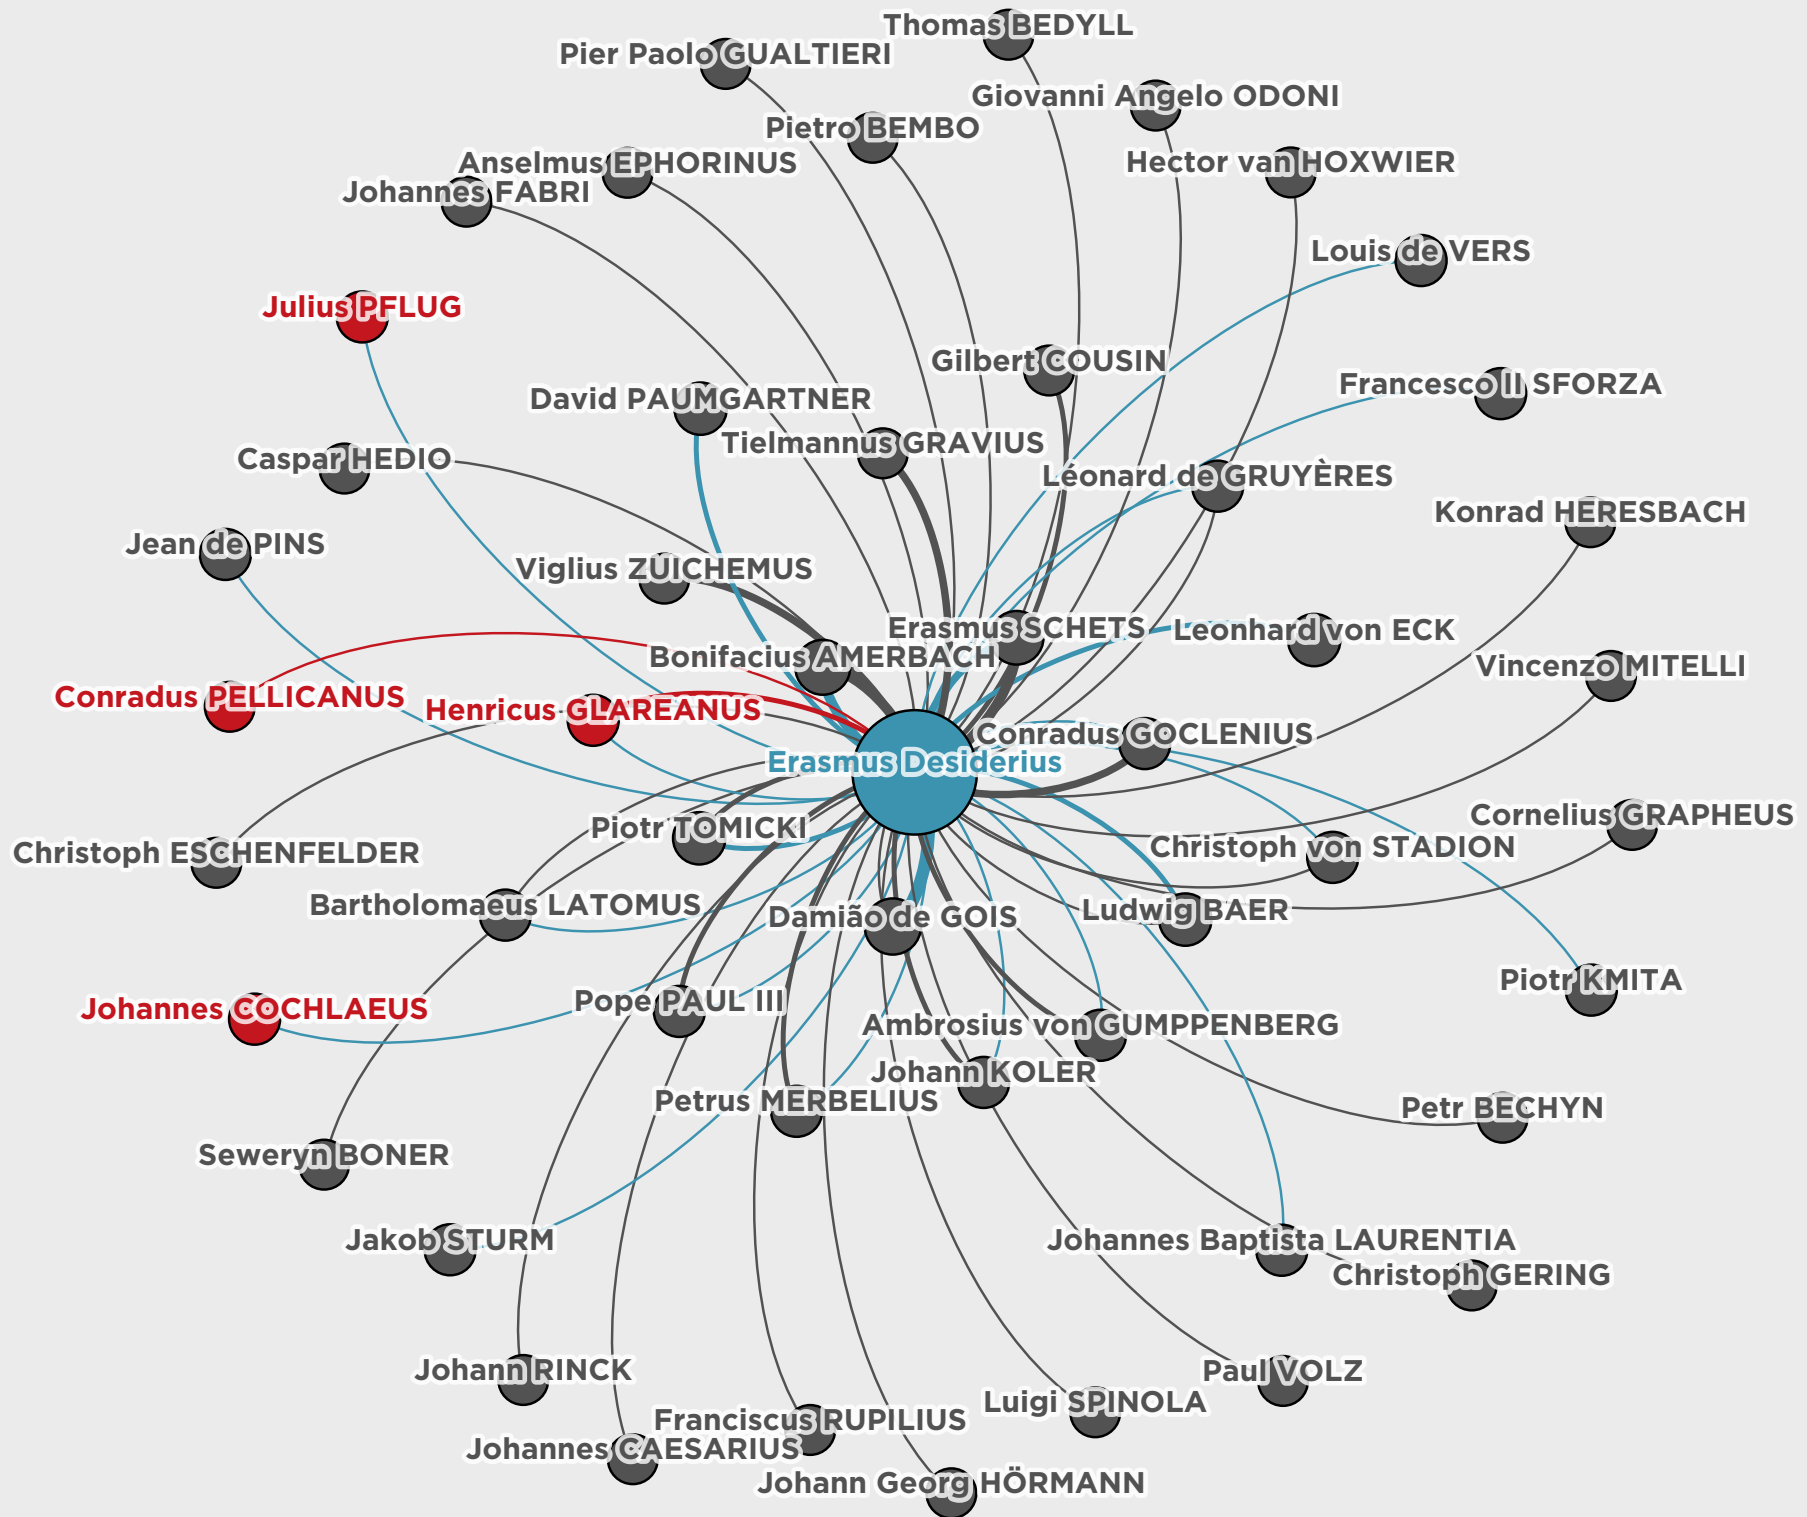 Thomas BEDYLL
Pier Paolo GUALTIERI
Giovanni Angelo ODONI
Pietro BEMBO
Anselmus EPHORINUS
Hector van HOXWIER
Johannes FABRI
Louis de VERS
Julius PFLUG
Gilbert COUSIN
Francesco II SFORZA
David PAUMGARTNER
Tielmannus GRAVIUS
Caspar HEDIO
Léonard de GRUYÈRES
Konrad HERESBACH
Jean de PINS
Viglius ZUICHEMUS
Erasmus SCHETS
Leonhard von ECK
Bonifacius AMERBACH
Vincenzo MITELLI
Conradus PELLICANUS
Henricus GLAREANUS
Conradus GOCLENIUS
Erasmus Desiderius
Cornelius GRAPHEUS
Piotr TOMICKI
Christoph von STADION
Christoph ESCHENFELDER
Bartholomaeus LATOMUS
Ludwig BAER
Damião de GOIS
Piotr KMITA
Pope PAUL III
Johannes COCHLAEUS
Ambrosius von GUMPPENBERG
Johann KOLER
Petrus MERBELIUS
Petr BECHYN
Seweryn BONER
Jakob STURM
Johannes Baptista LAURENTIA
Christoph GERING
Johann RINCK
Paul VOLZ
Luigi SPINOLA
Franciscus RUPILIUS
Johannes CAESARIUS
Johann Georg HÖRMANN